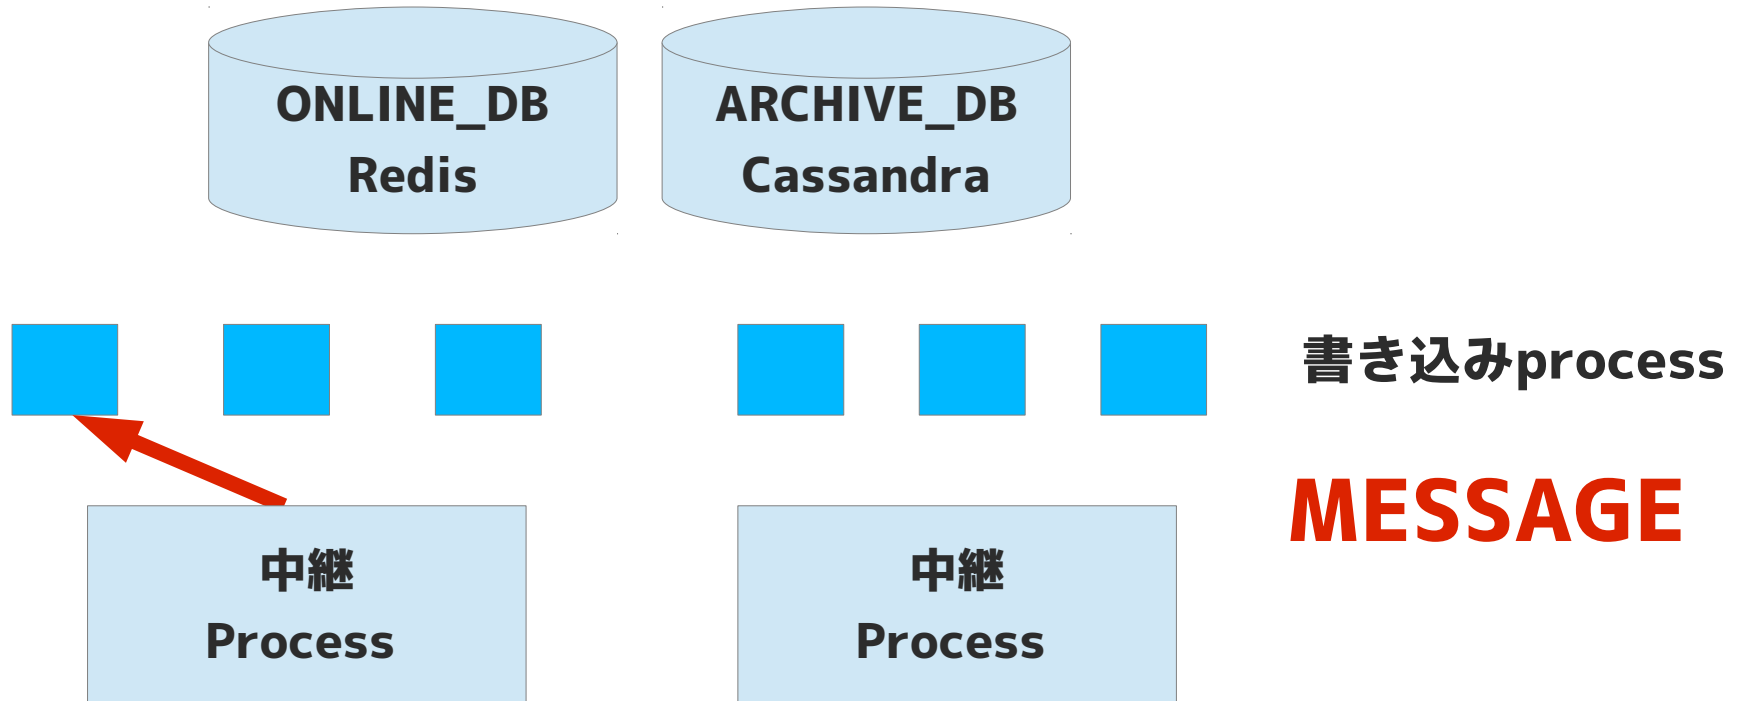 ONLINE_DB
Redis
ARCHIVE_DB
Cassandra
書き込みprocess
MESSAGE
中継
Process
中継
Process